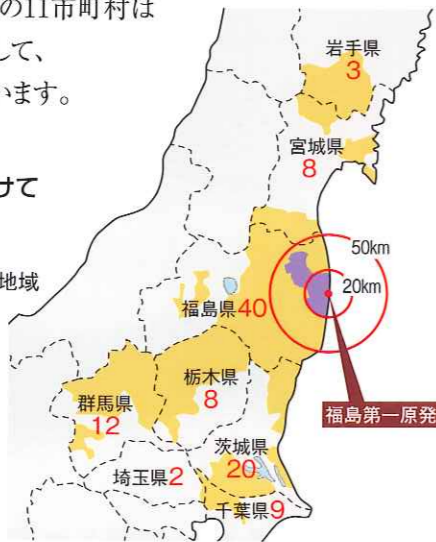 の11市町村は
して、
います。
けて
地域
岩手県
3
宮城県
8
50km
20km
福島県40
栃木県
8
群馬県
12
福島第一原発
茨城県
20
埼玉県2
千葉県9